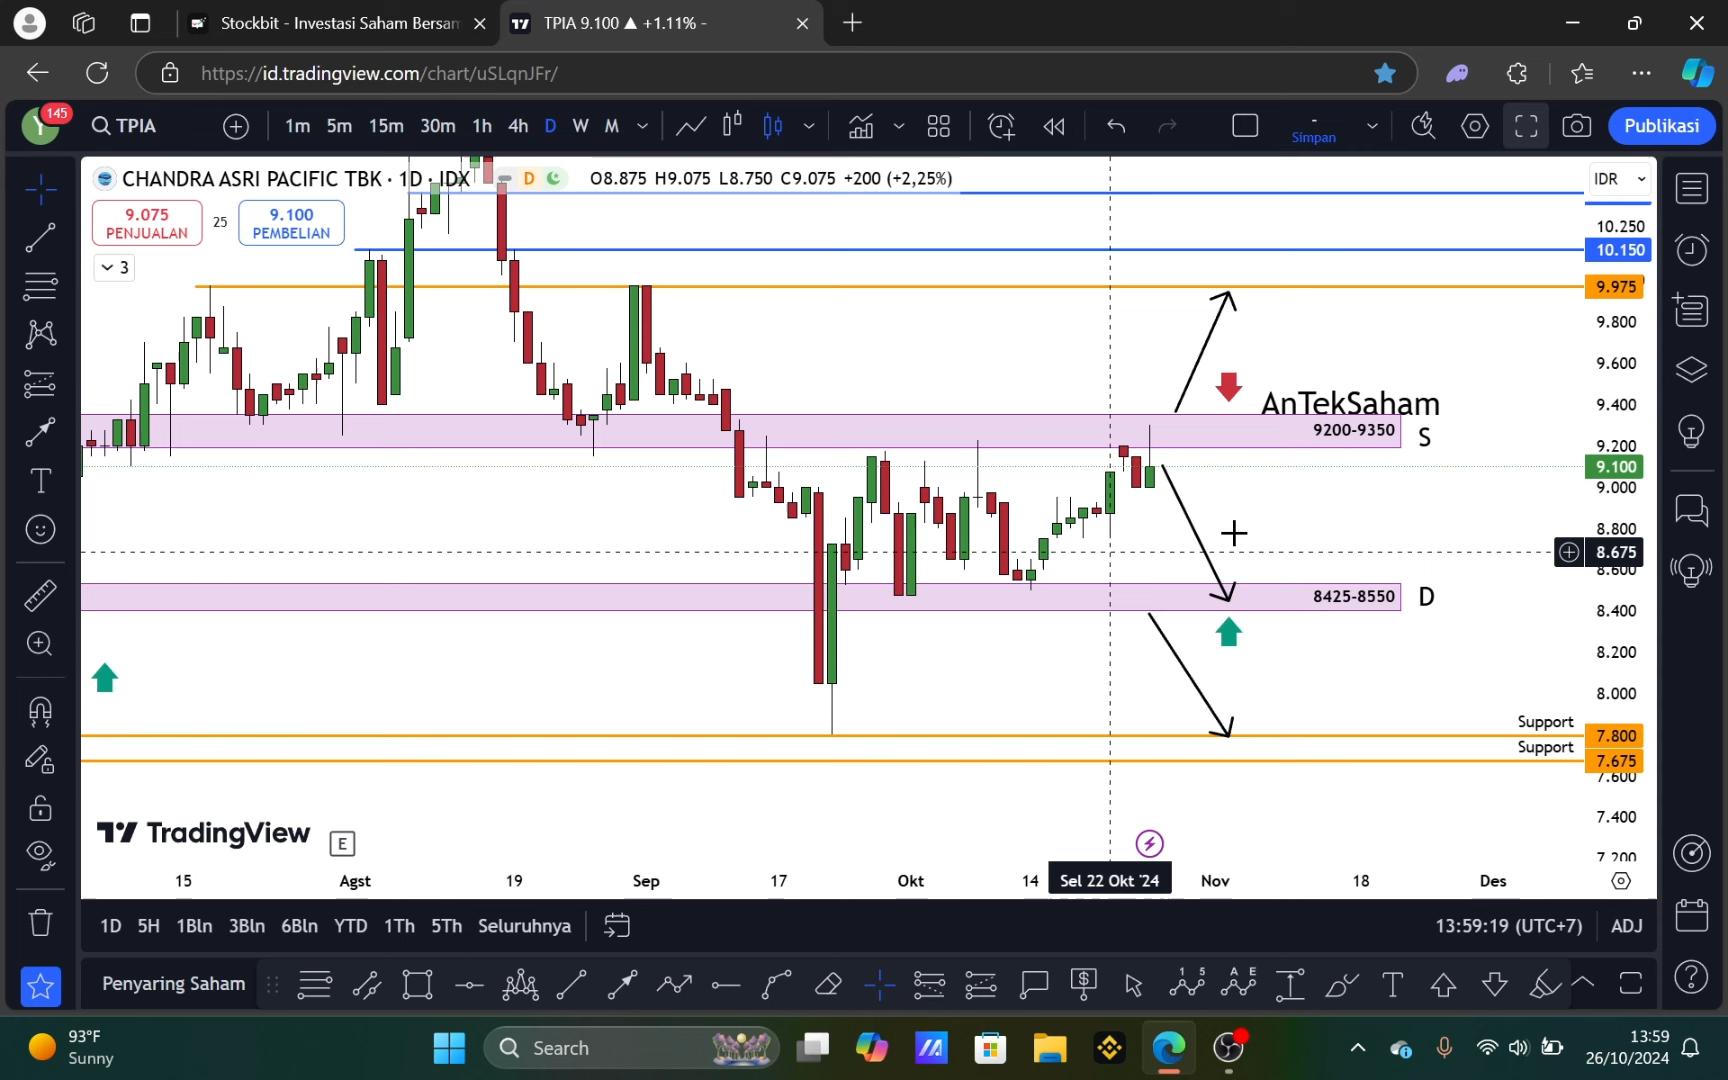 Stockbit - Investasi Saham Bersam
TPIA 9.100 ▲ +1.11% -
https://id.tradingview.com/chart/uSLqnJFr/
Y 145
TPIA
1m 5m 15m 30m 1h 4h D W M
-
Simpan
Publikasi
CHANDRA ASRI PACIFIC TBK · 1D · IDX
D
O8.875 H9.075 L8.750 C9.075 +200 (+2,25%)
IDR
9.075
PENJUALAN
25
9.100
PEMBELIAN
3
10.250
10.150
9.975
9.800
9.600
9.400
9.200
9.100
9.000
8.800
8.675
8.600
8.400
8.200
8.000
7.800
7.675
7.600
7.400
7.200
AnTekSaham
9200-9350
S
8425-8550
D
Support
Support
TradingView
E
15 Agst 19 Sep 17 Okt 14 Sel 22 Okt '24 Nov 18 Des
1D 5H 1Bln 3Bln 6Bln YTD 1Th 5Th Seluruhnya
13:59:19 (UTC+7) ADJ
Penyaring Saham
93°F
Sunny
Search
13:59
26/10/2024